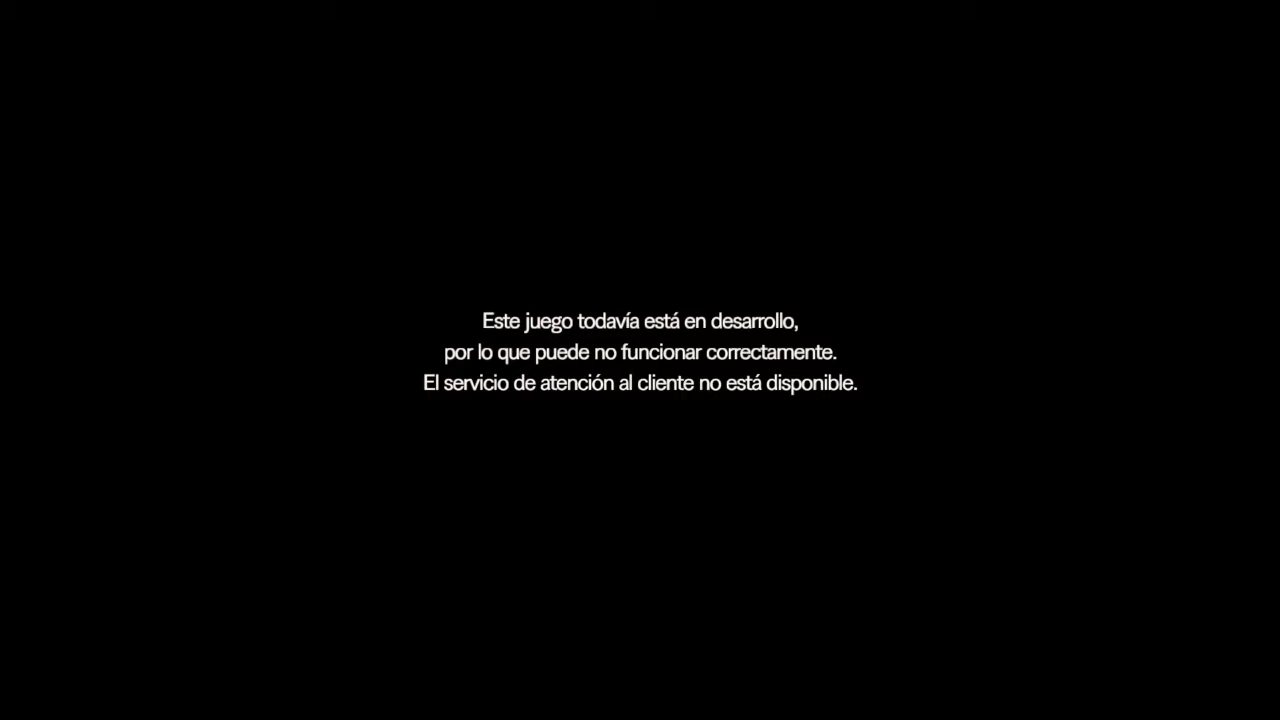 Este juego todavía está en desarrollo,
por lo que puede no funcionar correctamente.
El servicio de atención al cliente no está disponible.